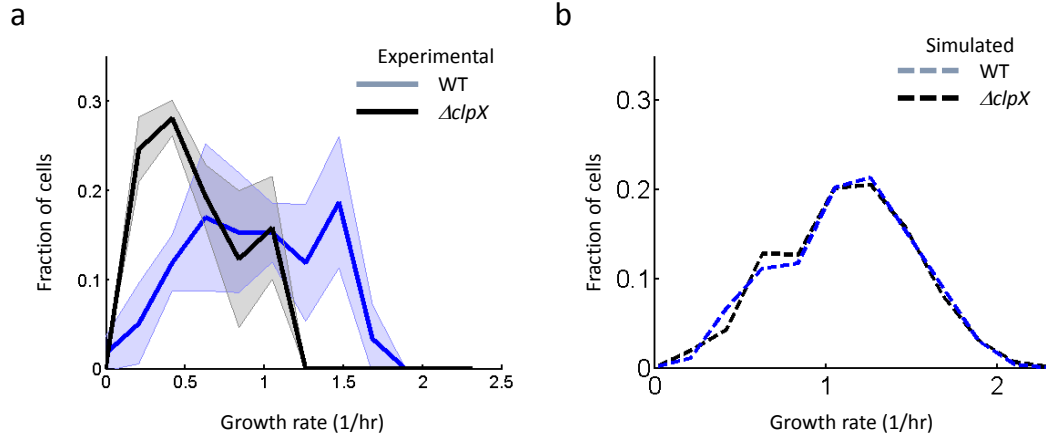 a
Experimental
WT
ΔclpX
Fraction of cells
0.3
0.2
0.1
0
0 0.5 1 1.5 2 2.5
Growth rate (1/hr)
b
Simulated
WT
ΔclpX
Fraction of cells
0.3
0.2
0.1
0
0 1 2
Growth rate (1/hr)